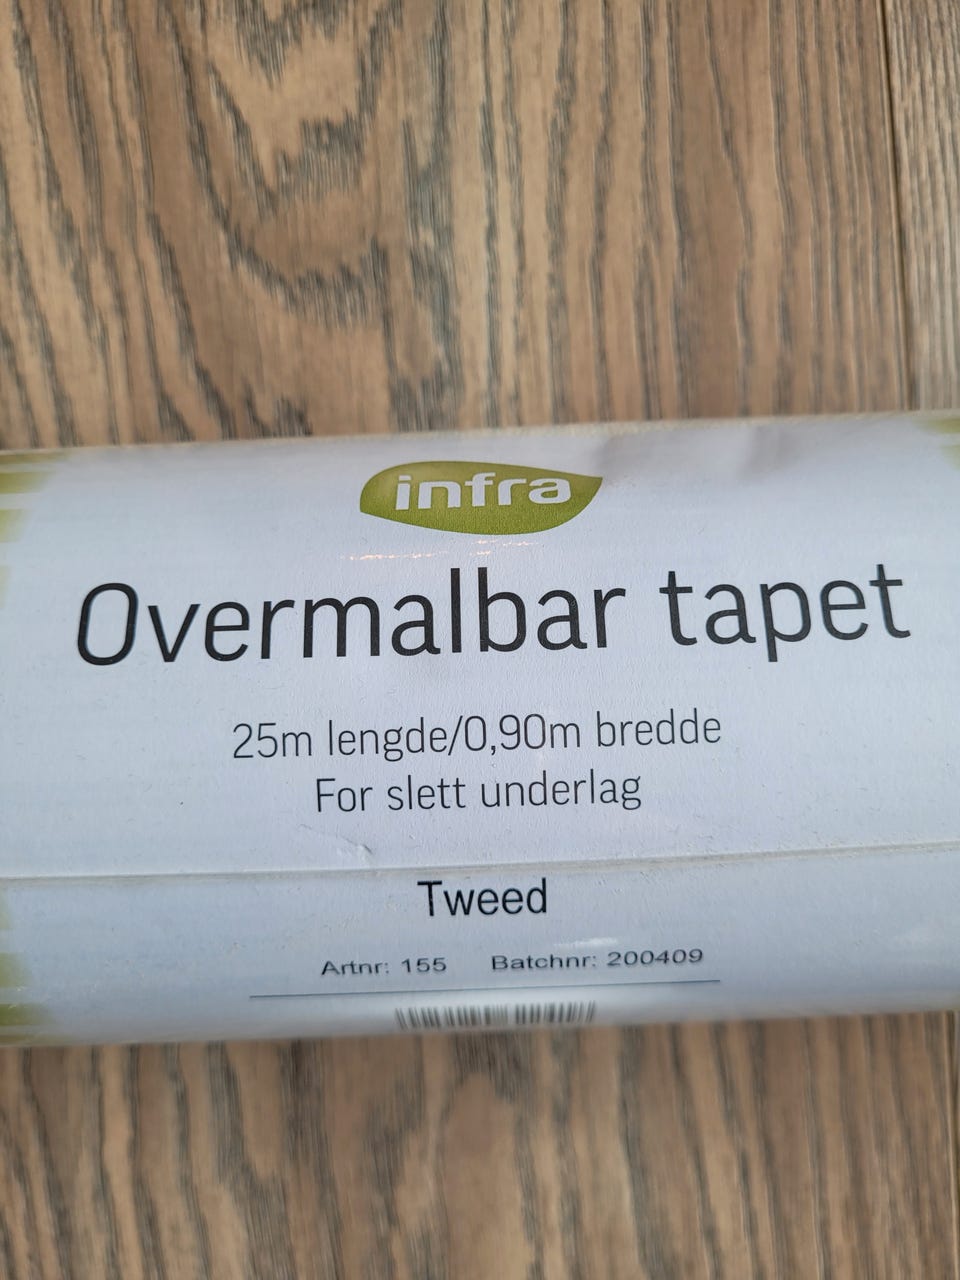 infra
Overmalbar tapet
25m lengde/0,90m bredde
For slett underlag
Tweed
Artnr: 155 Batchnr: 200409